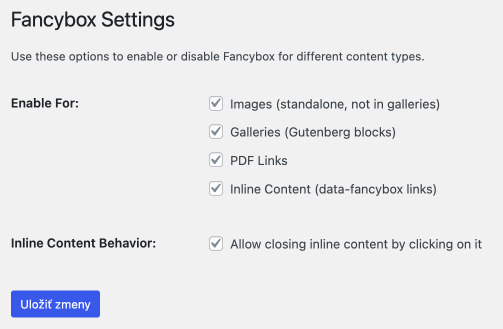 Fancybox Settings
Use these options to enable or disable Fancybox for different content types.
Enable For:
Images (standalone, not in galleries)
Galleries (Gutenberg blocks)
PDF Links
Inline Content (data-fancybox links)
Inline Content Behavior:
Allow closing inline content by clicking on it
Uložiť zmeny